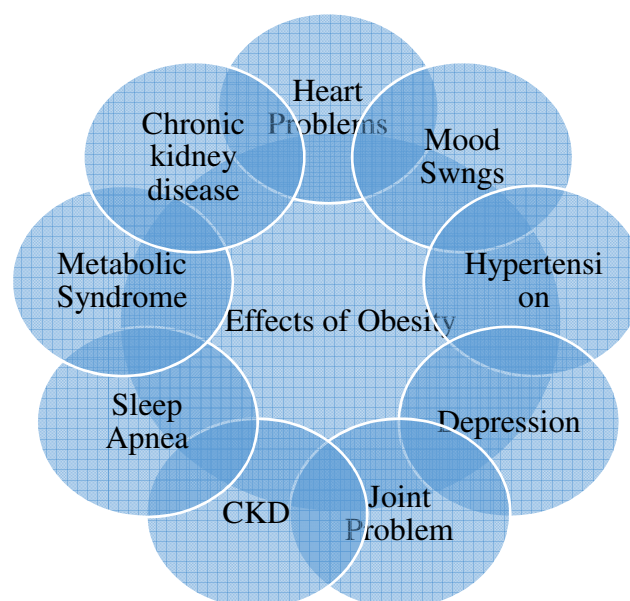 Heart
Problems
Mood
Swngs
Hypertensi
on
Depression
Joint
Problem
CKD
Sleep
Apnea
Metabolic
Syndrome
Chronic
kidney
disease
Effects of Obesity